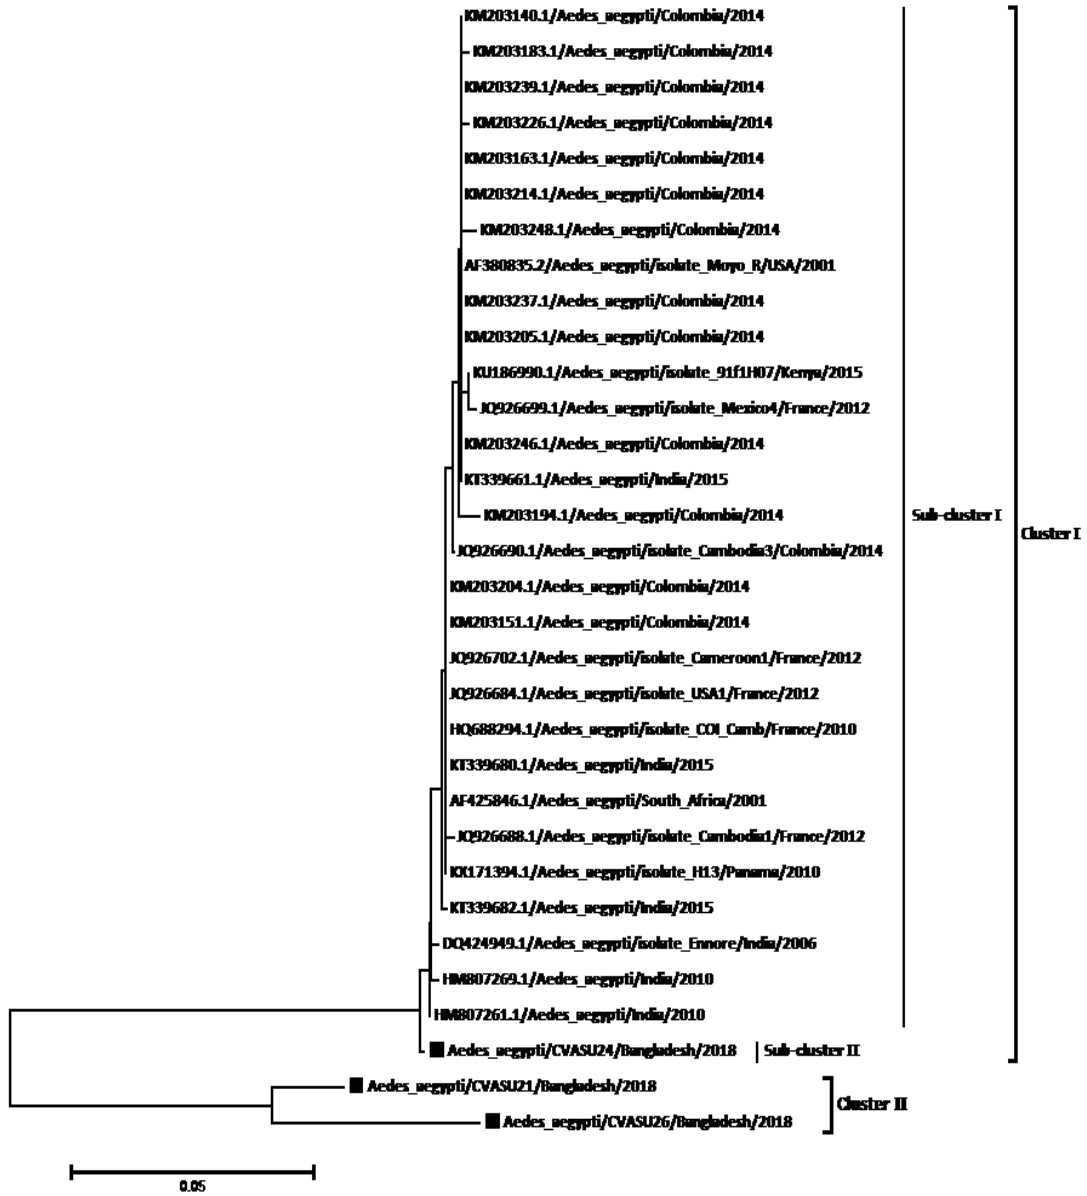 KM203140.1/Aedes_aegypti/Colombia/2014
KM203183.1/Aedes_aegypti/Colombia/2014
KM203239.1/Aedes_aegypti/Colombia/2014
KM203226.1/Aedes_aegypti/Colombia/2014
KM203163.1/Aedes_aegypti/Colombia/2014
KM203214.1/Aedes_aegypti/Colombia/2014
KM203248.1/Aedes_aegypti/Colombia/2014
AF380835.2/Aedes_aegypti/isolate_Moyo_R/USA/2001
KM203237.1/Aedes_aegypti/Colombia/2014
KM203205.1/Aedes_aegypti/Colombia/2014
KU186990.1/Aedes_aegypti/isolate_91f1H07/Kenya/2015
JQ926699.1/Aedes_aegypti/isolate_Mexico4/France/2012
KM203246.1/Aedes_aegypti/Colombia/2014
KT339661.1/Aedes_aegypti/India/2015
KM203194.1/Aedes_aegypti/Colombia/2014
Sub-cluster I
Cluster I
JQ926690.1/Aedes_aegypti/isolate_Cambodia3/Colombia/2014
KM203204.1/Aedes_aegypti/Colombia/2014
KM203151.1/Aedes_aegypti/Colombia/2014
JQ926702.1/Aedes_aegypti/isolate_Cameroon1/France/2012
JQ926684.1/Aedes_aegypti/isolate_USA1/France/2012
HQ688294.1/Aedes_aegypti/isolate_COI_Camb/France/2010
KT339680.1/Aedes_aegypti/India/2015
AF425846.1/Aedes_aegypti/South_Africa/2001
JQ926688.1/Aedes_aegypti/isolate_Cambodia1/France/2012
KX171394.1/Aedes_aegypti/isolate_H13/Panama/2010
KT339682.1/Aedes_aegypti/India/2015
DQ424949.1/Aedes_aegypti/isolate_Ennore/India/2006
HM807269.1/Aedes_aegypti/India/2010
HM807261.1/Aedes_aegypti/India/2010
Aedes_aegypti/CVASU24/Bangladesh/2018
Sub-cluster II
Aedes_aegypti/CVASU21/Bangladesh/2018
Cluster II
Aedes_aegypti/CVASU26/Bangladesh/2018
0.05